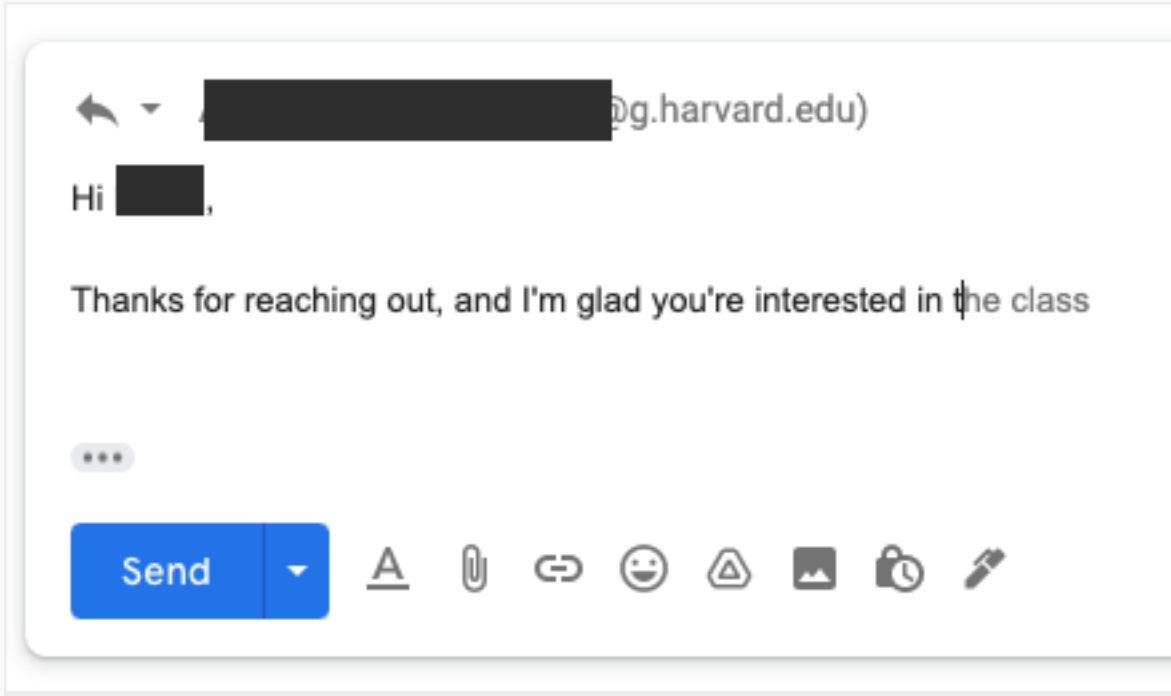 @g.harvard.edu)
Hi ,
Thanks for reaching out, and I'm glad you're interested in the class
Send